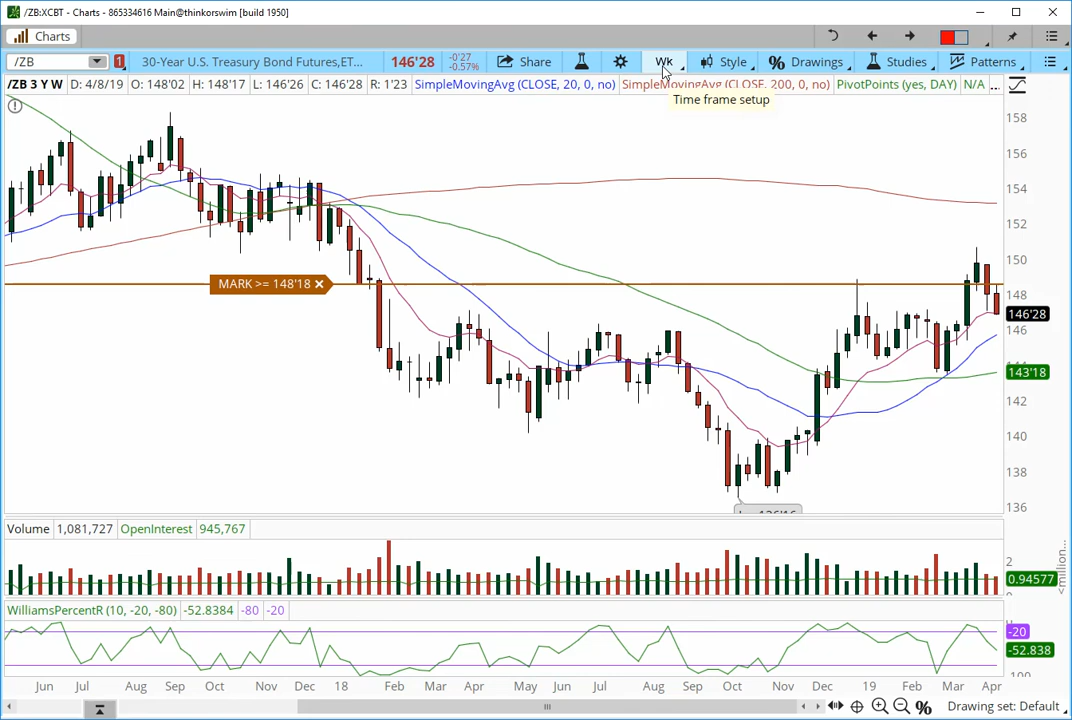 /ZB:XCBT - Charts - 865334616 Main@thinkorswim [build 1950]
Charts
/ZB 1 30-Year U.S. Treasury Bond Futures,ET... 146'28 -0'27 -0.57% Share Wk Style % Drawings Studies Patterns
/ZB 3 Y W D: 4/8/19 O: 148'02 H: 148'17 L: 146'26 C: 146'28 R: 1'23 SimpleMovingAvg (CLOSE, 20, 0, no) SimpleMovingAvg (CLOSE, 200, 0, no) PivotPoints (yes, DAY) N/A ...
Time frame setup
158
156
154
152
150
MARK >= 148'18 ×
148
146'28
146
143'18
142
140
138
136
Volume 1,081,727 OpenInterest 945,767
2
0.94577
<million...
WilliamsPercentR (10, -20, -80) -52.8384 -80 -20
-20
-52.838
-100
Jun Jul Aug Sep Oct Nov Dec 18 Feb Mar Apr May Jun Jul Aug Sep Oct Nov Dec 19 Feb Mar Apr
% Drawing set: Default